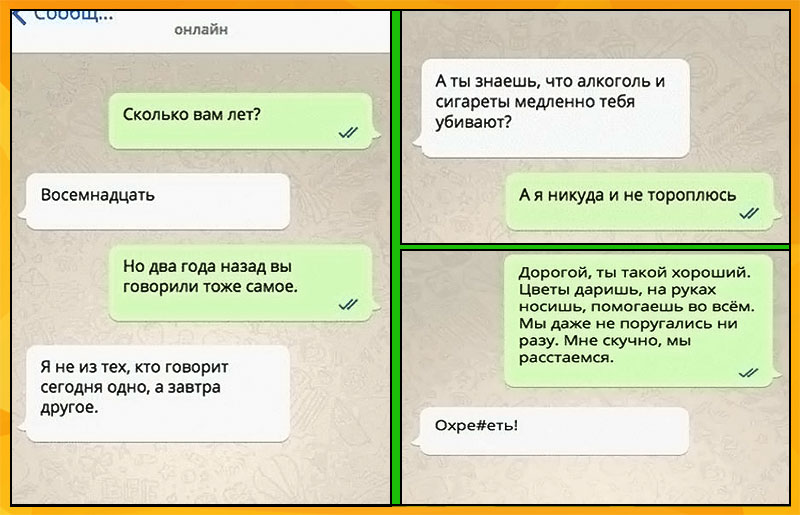 Сообщ...
онлайн
Сколько вам лет?
Восемнадцать
Но два года назад вы
говорили тоже самое.
Я не из тех, кто говорит
сегодня одно, а завтра
другое.
А ты знаешь, что алкоголь и
сигареты медленно тебя
убивают?
А я никуда и не тороплюсь
Дорогой, ты такой хороший.
Цветы даришь, на руках
носишь, помогаешь во всём.
Мы даже не поругались ни
разу. Мне скучно, мы
расстаемся.
Охре#еть!